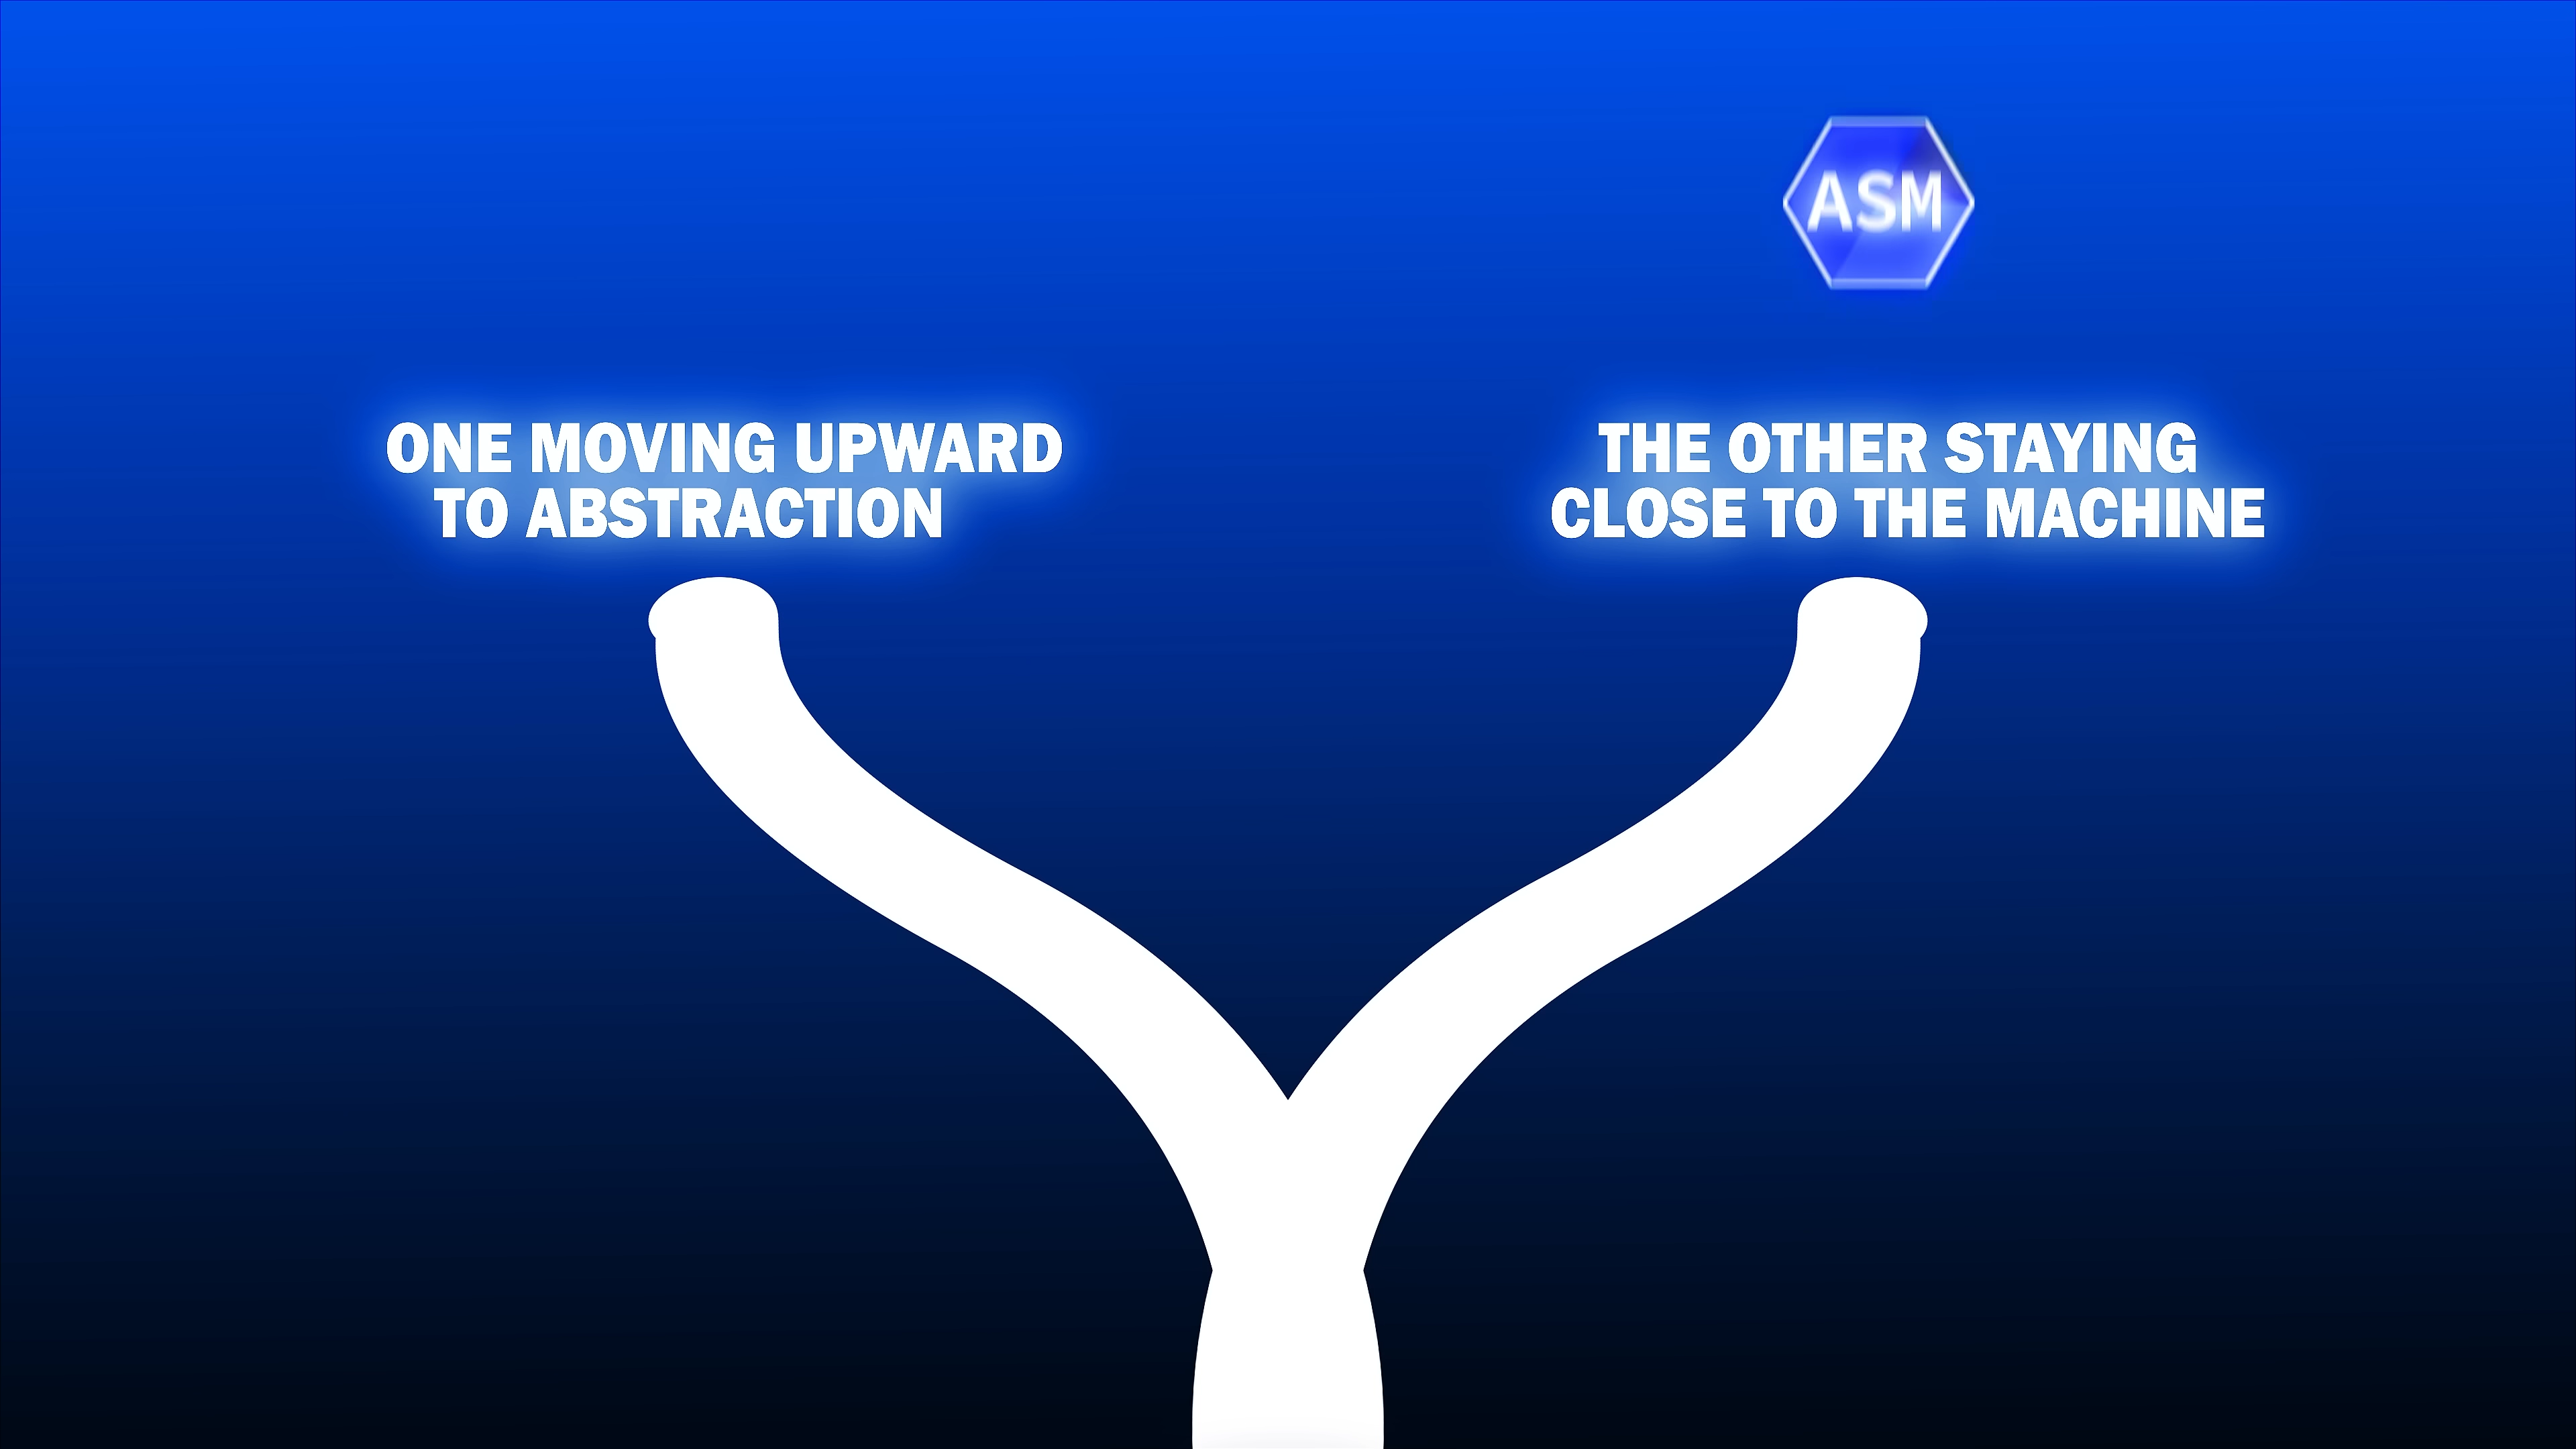 ASM
ONE MOVING UPWARD
TO ABSTRACTION
THE OTHER STAYING
CLOSE TO THE MACHINE